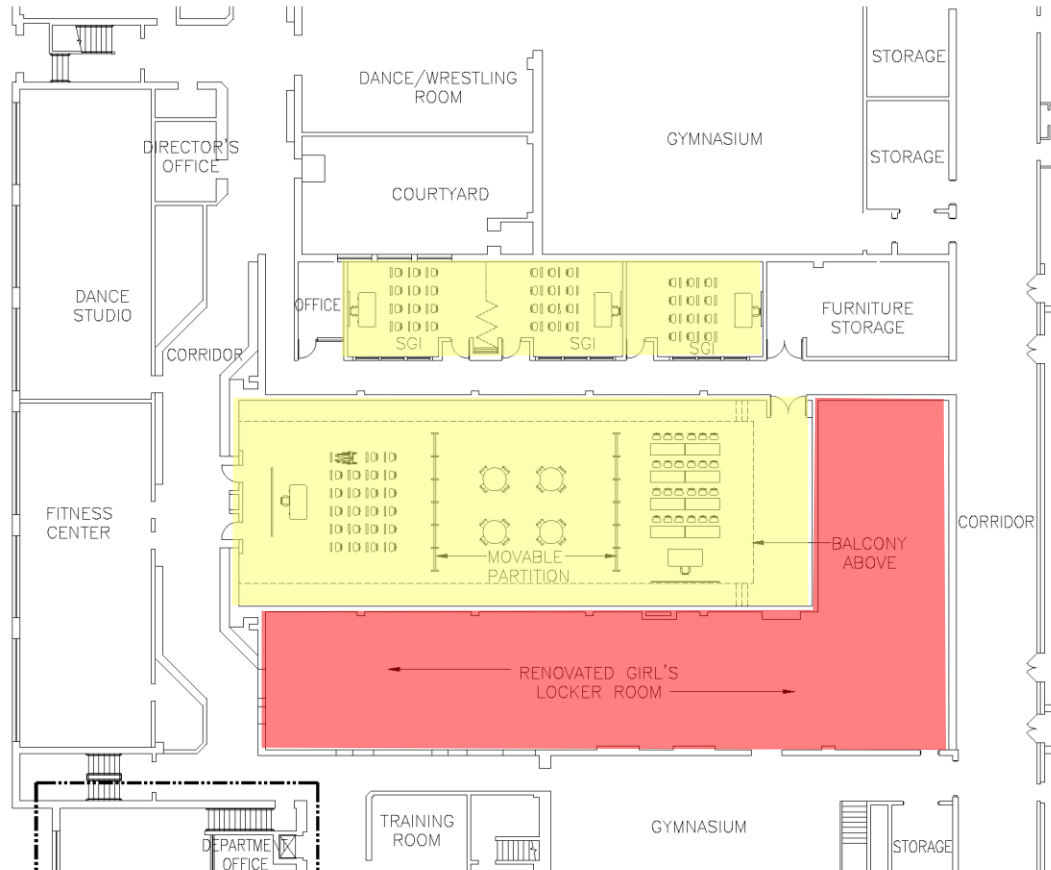 STORAGE
DANCE/WRESTLING
ROOM
GYMNASIUM
DIRECTOR'S
OFFICE
STORAGE
COURTYARD
DANCE
STUDIO
OFFICE
FURNITURE
STORAGE
SGI
SGI
SGI
CORRIDOR
FITNESS
CENTER
CORRIDOR
MOVABLE
PARTITION
BALCONY
ABOVE
RENOVATED GIRL'S
LOCKER ROOM
TRAINING
ROOM
GYMNASIUM
DEPARTMENT
OFFICE
STORAGE